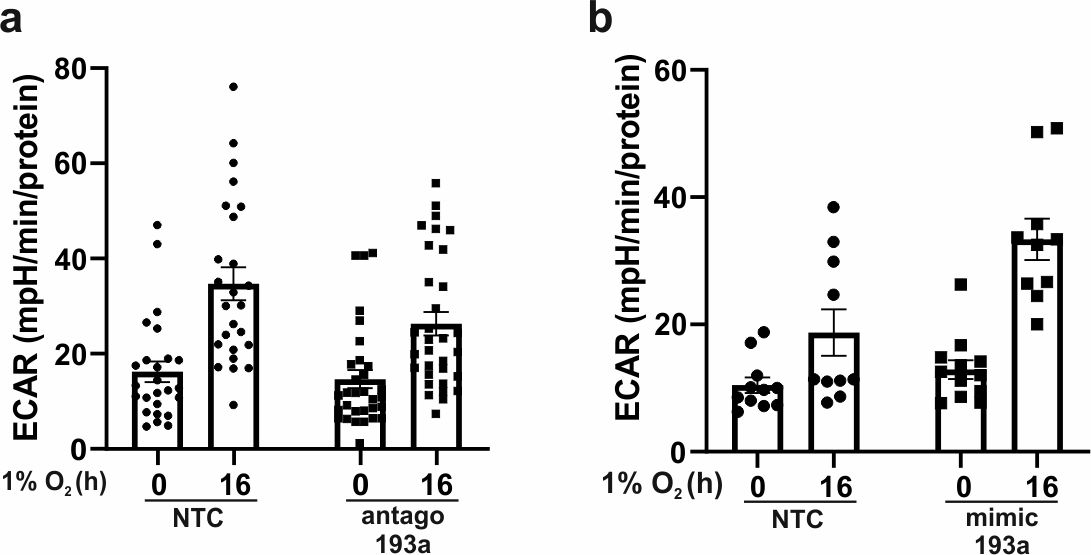 a
ECAR (mpH/min/protein)
80
60
40
20
0
1% O2 (h)
0 16 0 16
NTC antago
193a
b
ECAR (mpH/min/protein)
60
40
20
0
1% O2 (h)
0 16 0 16
NTC mimic
193a